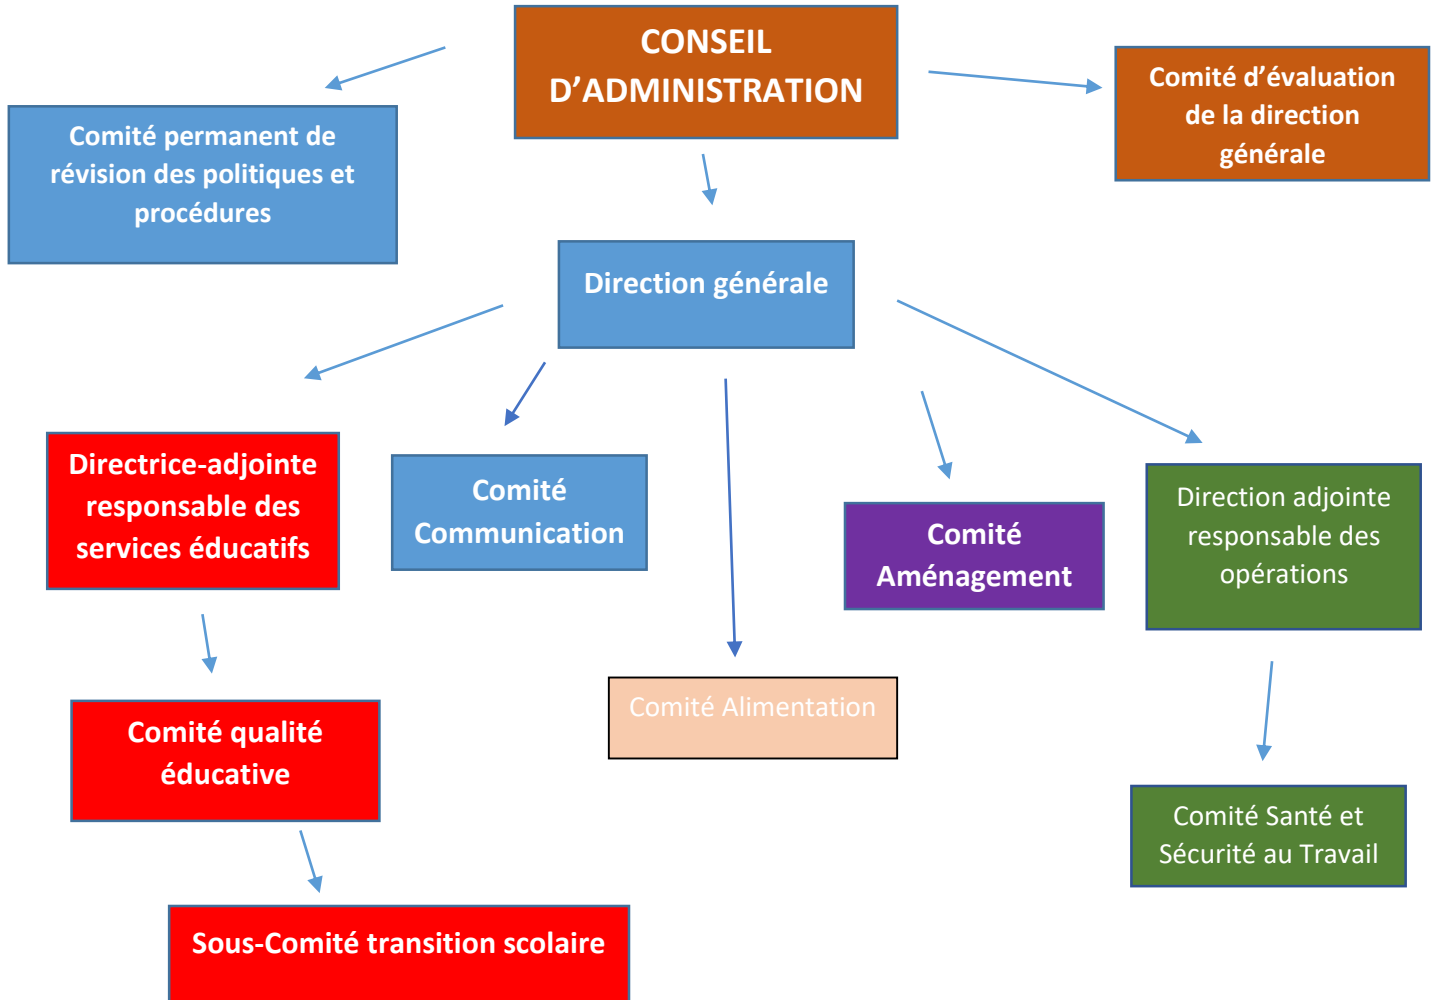 CONSEIL
D’ADMINISTRATION
Comité d’évaluation
de la direction
générale
Comité permanent de
révision des politiques et
procédures
Direction générale
Directrice-adjointe
responsable des
services éducatifs
Comité
Communication
Comité
Aménagement
Direction adjointe
responsable des
opérations
Comité qualité
éducative
Comité Alimentation
Comité Santé et
Sécurité au Travail
Sous-Comité transition scolaire